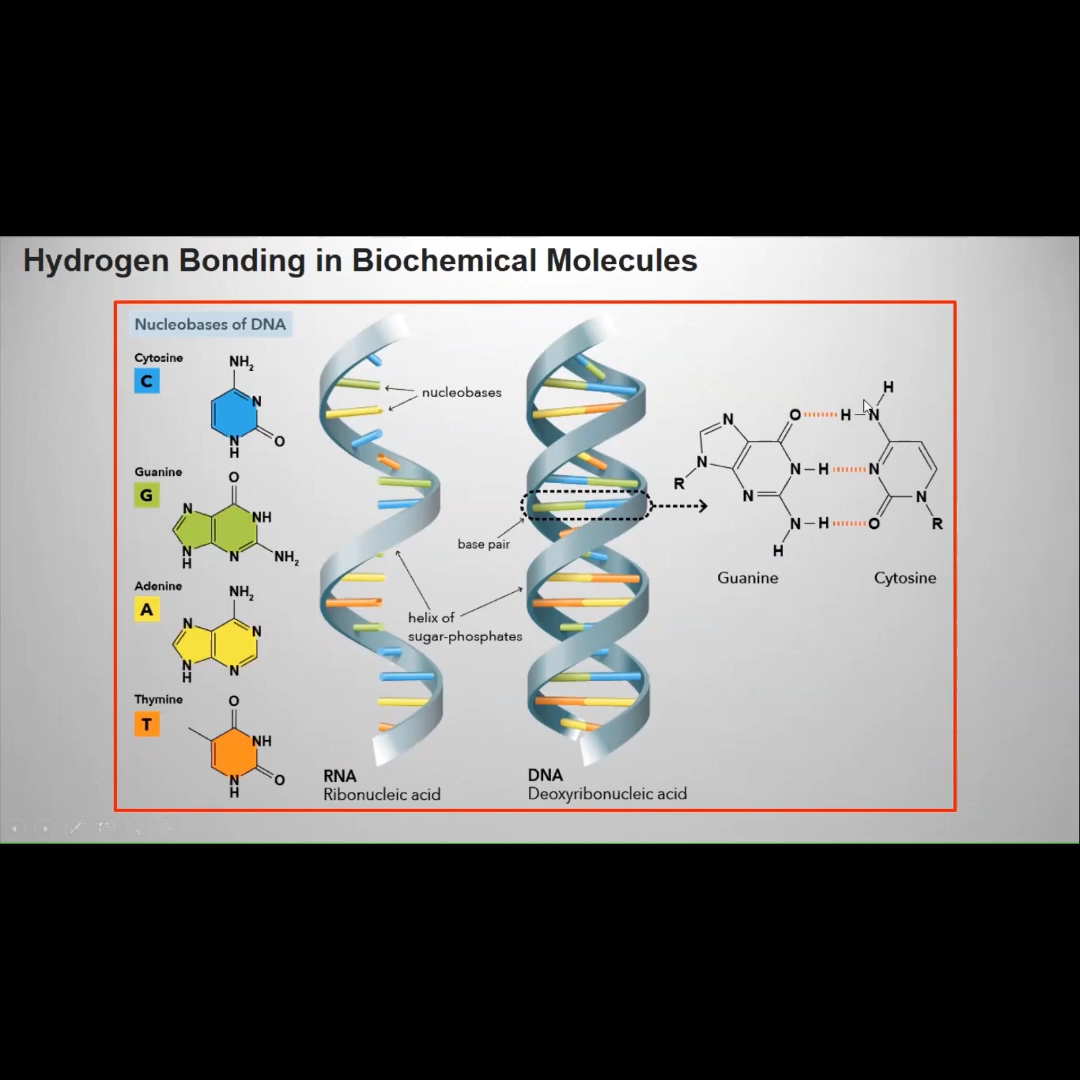 Hydrogen Bonding in Biochemical Molecules
Nucleobases of DNA
Cytosine
C
NH₂
N
N
H
O
Guanine
G
O
N
NH
N
H
N
NH₂
Adenine
A
NH₂
N
N
N
H
N
Thymine
T
O
NH
N
H
O
nucleobases
base pair
helix of
sugar-phosphates
RNA
Ribonucleic acid
DNA
Deoxyribonucleic acid
H
N
O
H
N
N
R
N
H
N
N
N
H
O
N
R
H
Guanine
Cytosine